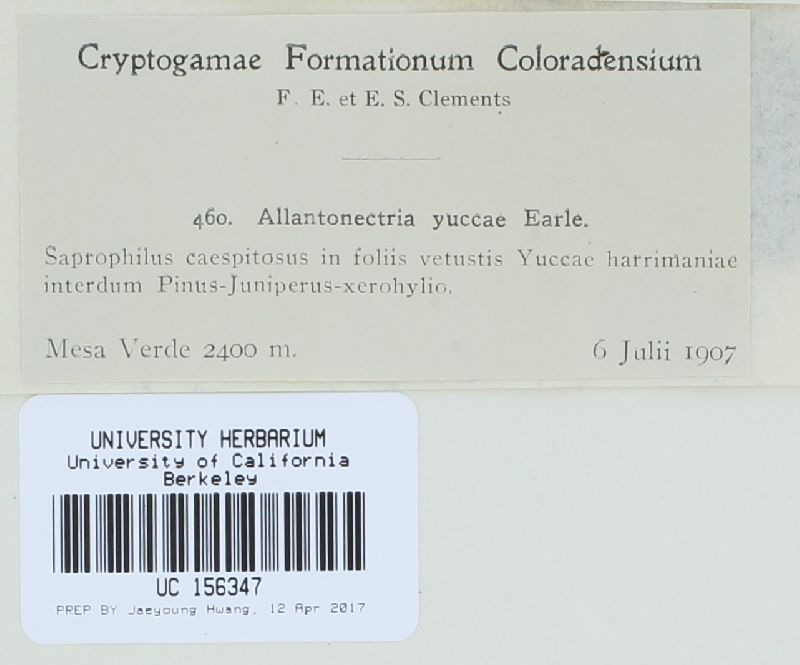 Cryptogamae Formationum Coloradensium
F. E. et E. S. Clements
460. Allantonectria yuccae Earle.
Saprophilus caespitosus in foliis vetustis Yuccae harrimaniae
interdum Pinus-Juniperus-xerohylio.
Mesa Verde 2400 m. 6 Julii 1907
UNIVERSITY HERBARIUM
University of California
Berkeley
UC 156347
PREP BY Jaeyoung Hwang, 12 Apr 2017